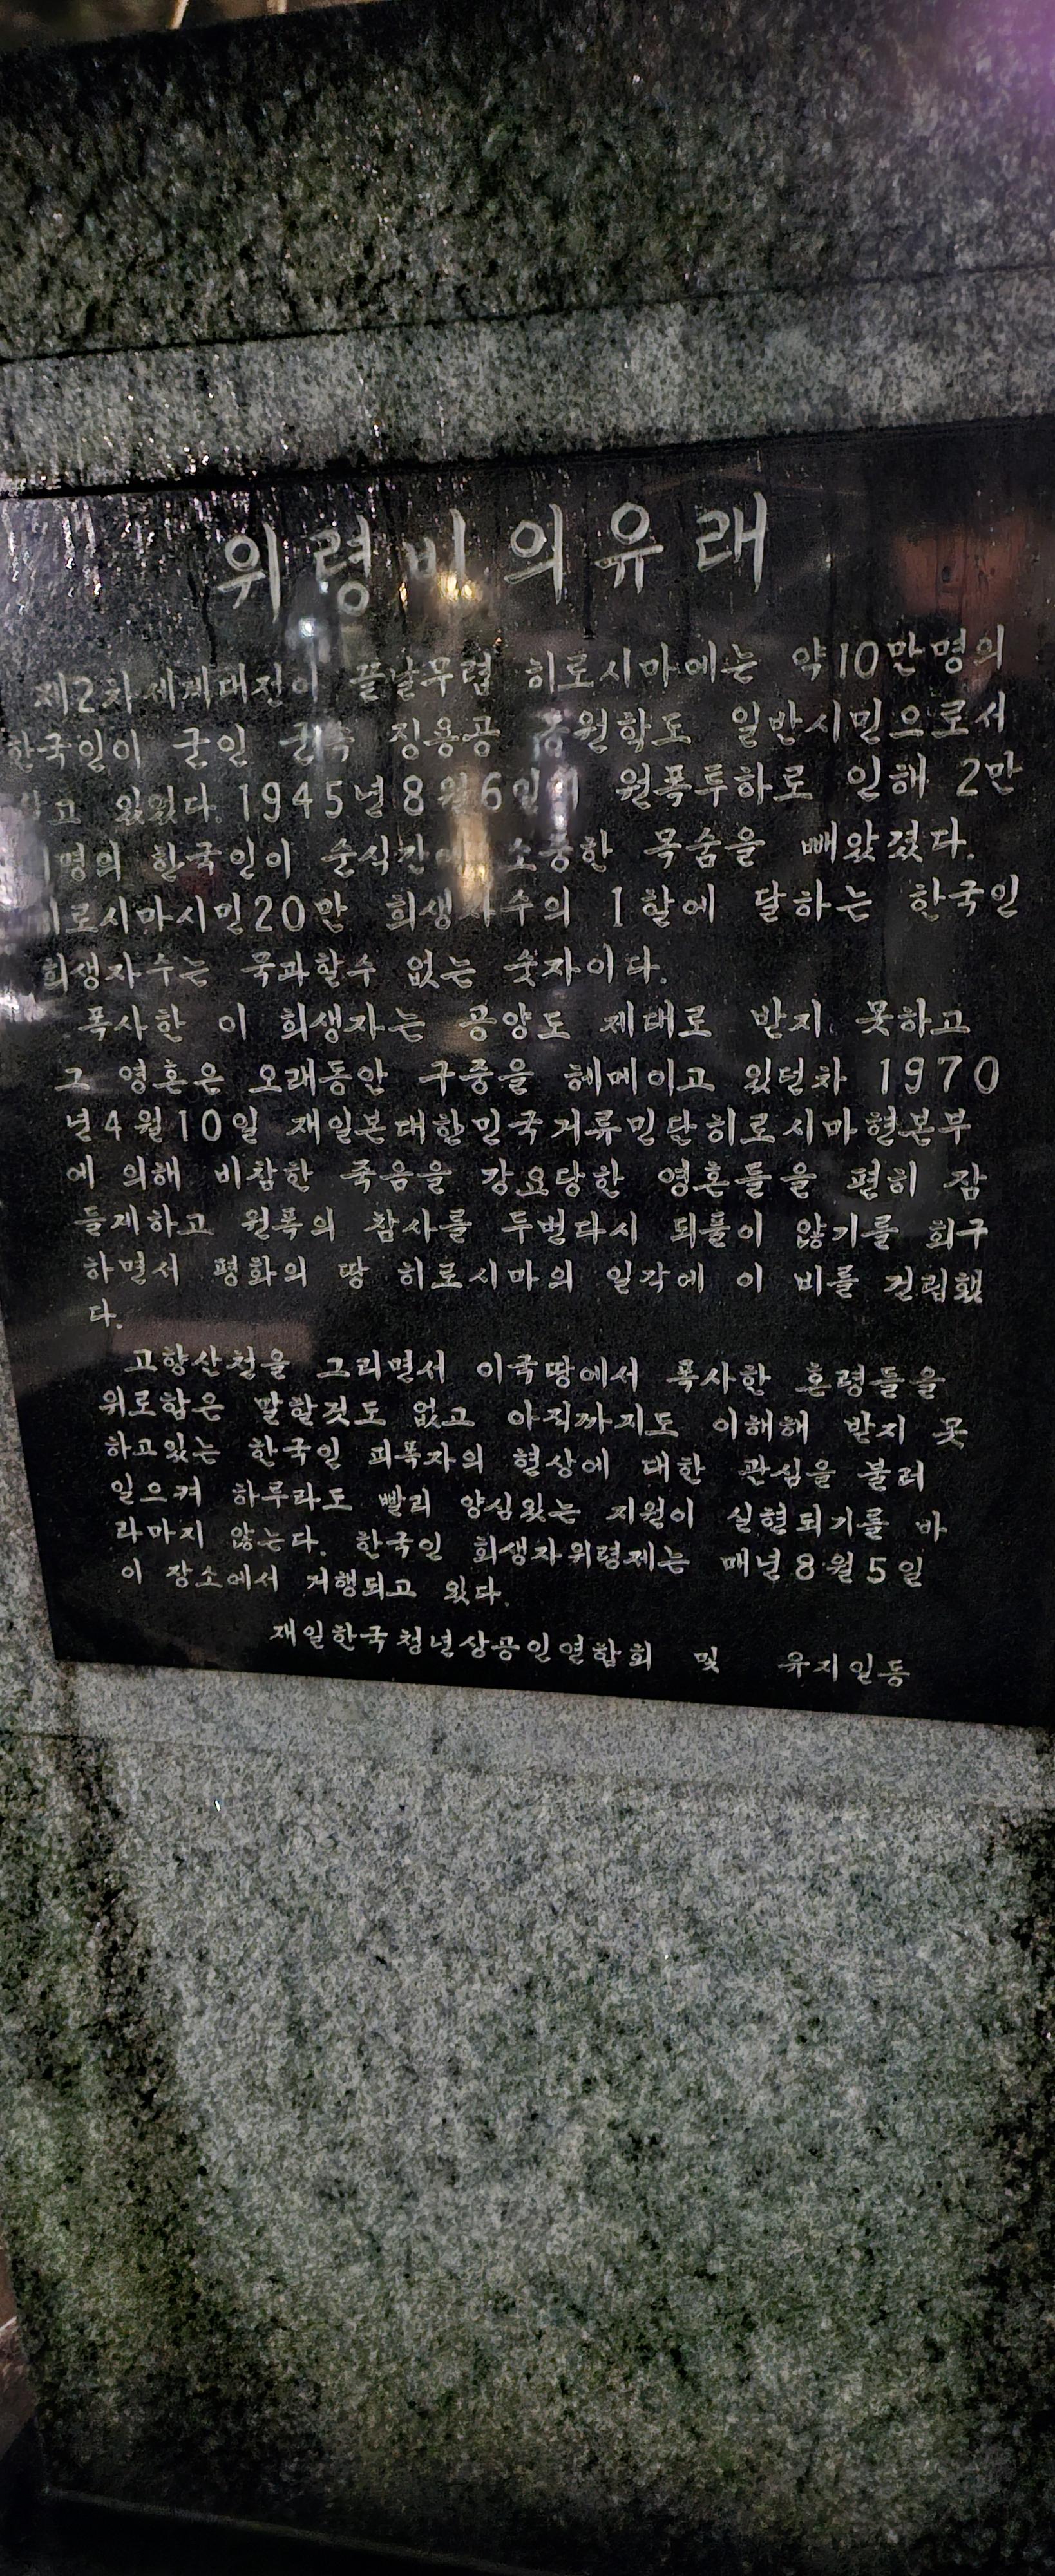 위령비의유래
제2차세계대전이 끝날무렵 히로시마에는 약10만명의
한국인이 군인 군속 징용공 동원학도 일반시민으로서
살고 있었다. 1945년8월6일의 원폭투하로 인해 2만
명의 한국인이 순식간에 소중한 목숨을 빼앗겼다.
히로시마시민20만 희생자수의 1할에 달하는 한국인
희생자수는 묵과할수 없는 숫자이다.
폭사한 이 희생자는 공양도 제대로 받지 못하고
그 영혼은 오래동안 구중을 헤메이고 있던차 1970
년4월10일 재일본대한민국거류민단히로시마현본부
에 의해 비참한 죽음을 강요당한 영혼들을 편히 잠
들게하고 원폭의 참사를 두번다시 되풀이 않기를 희구
하면서 평화의 땅 히로시마의 일각에 이 비를 건립했
다.
고향산천을 그리면서 이국땅에서 폭사한 혼령들을
위로함은 말할것도 없고 아직까지도 이해해 받지 못
하고있는 한국인 피폭자의 현상에 대한 관심을 불러
일으켜 하루라도 빨리 양심있는 지원이 실현되기를 바
라마지 않는다. 한국인 희생자위령제는 매년8월5일
이 장소에서 거행되고 있다.
재일한국청년상공인연합회 및 유지일동